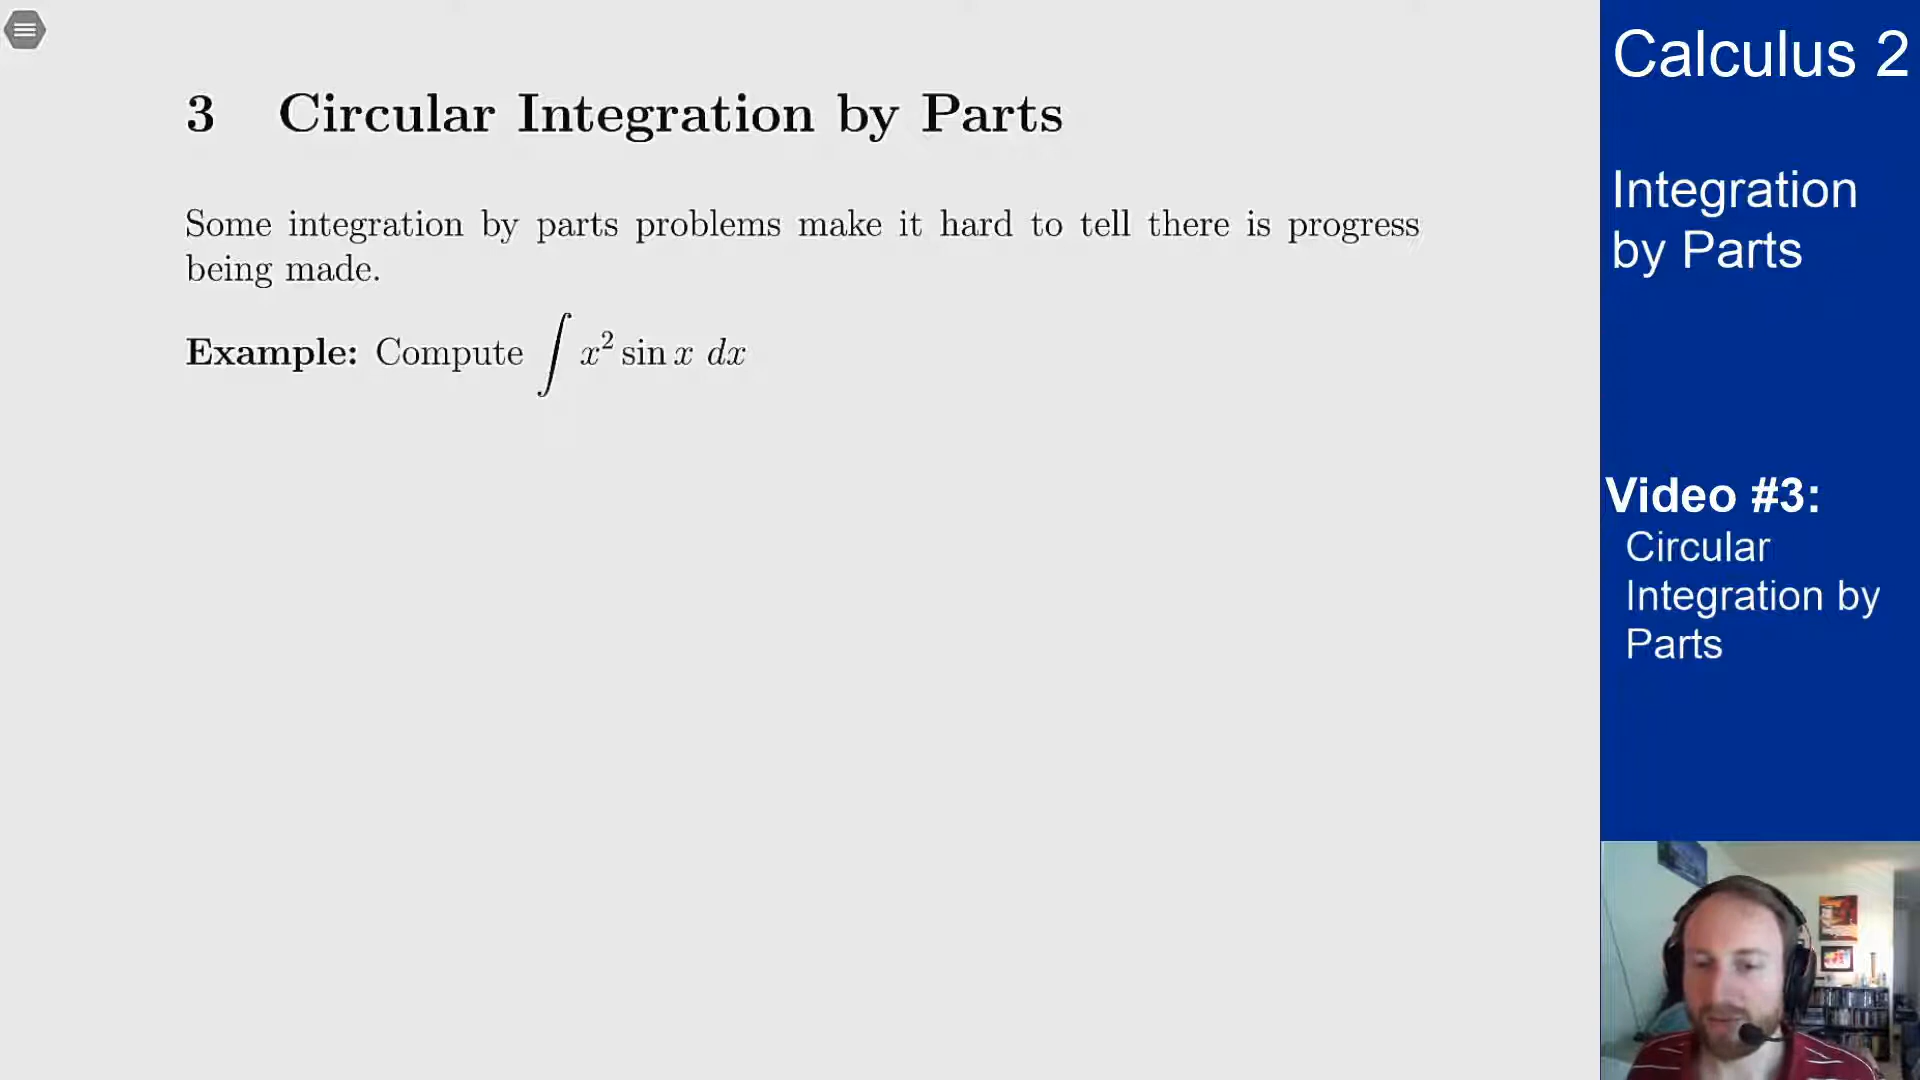 3 Circular Integration by Parts
Some integration by parts problems make it hard to tell there is progress
being made.
Example: Compute ∫ x² sin x dx
Calculus 2
Integration
by Parts
Video #3:
Circular
Integration by
Parts